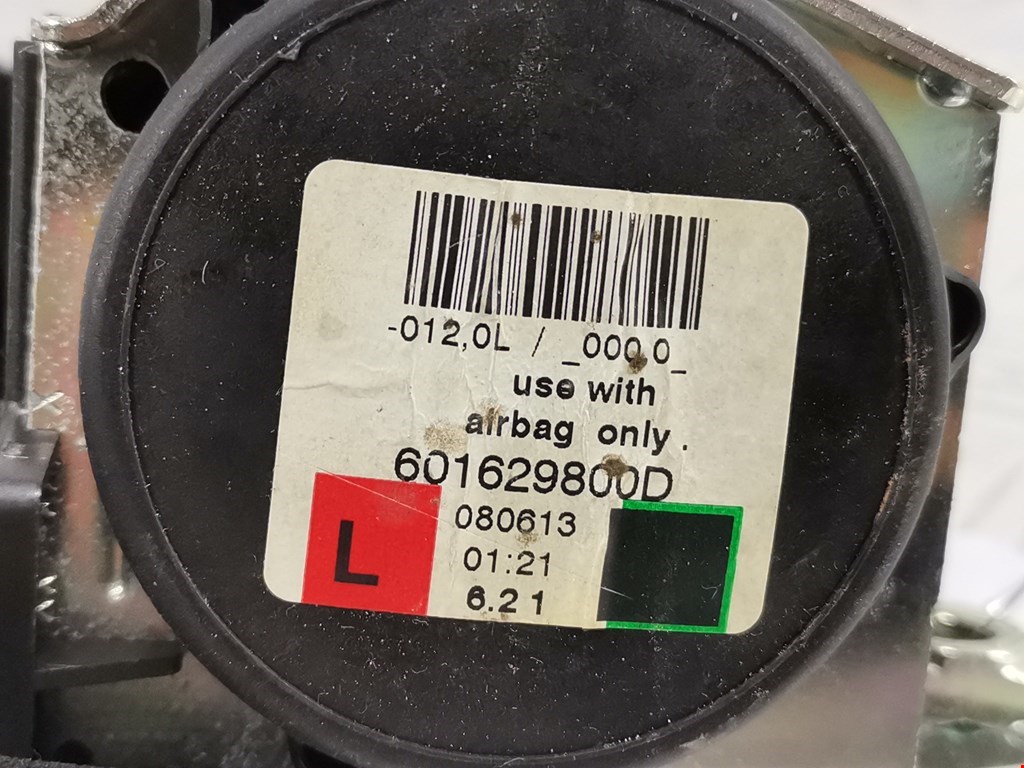 -012,0L / _000 0_
use with
airbag only.
601629800D
080613
L
01:21
6.21